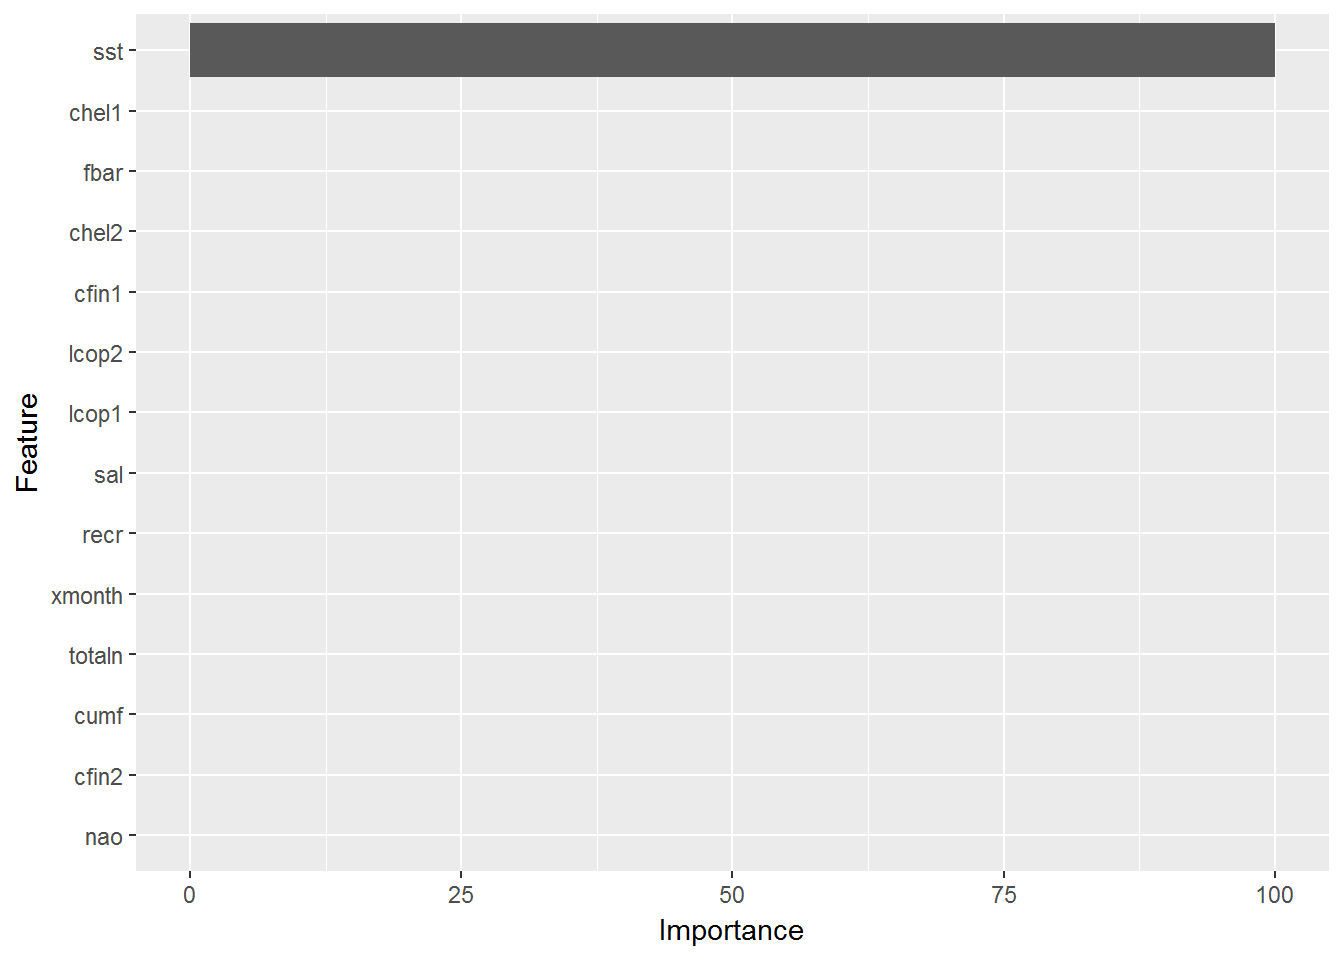 sst
chel1
fbar
chel2
cfin1
lcop2
lcop1
sal
recr
xmonth
totaln
cumf
cfin2
nao
Feature
0 25 50 75 100
Importance